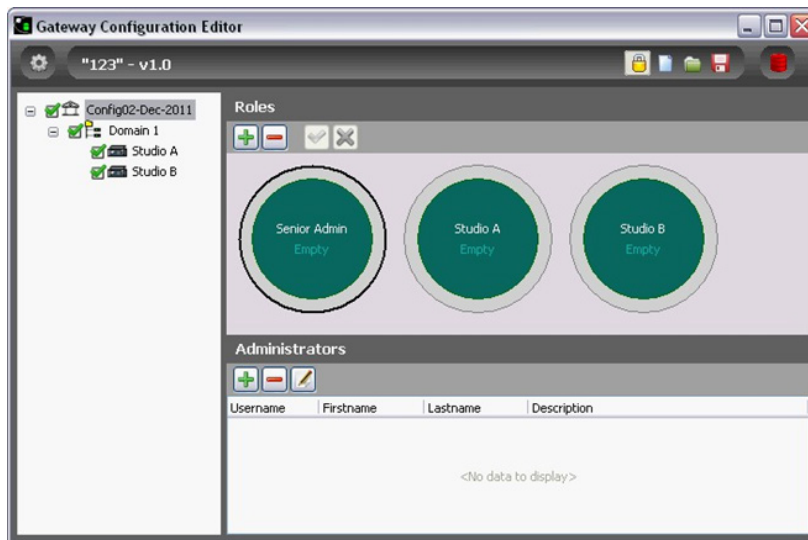 Gateway Configuration Editor
"123" - v1.0
Config02-Dec-2011
Domain 1
Studio A
Studio B
Roles
Senior Admin
Empty
Studio A
Empty
Studio B
Empty
Administrators
Username Firstname Lastname Description
<No data to display>